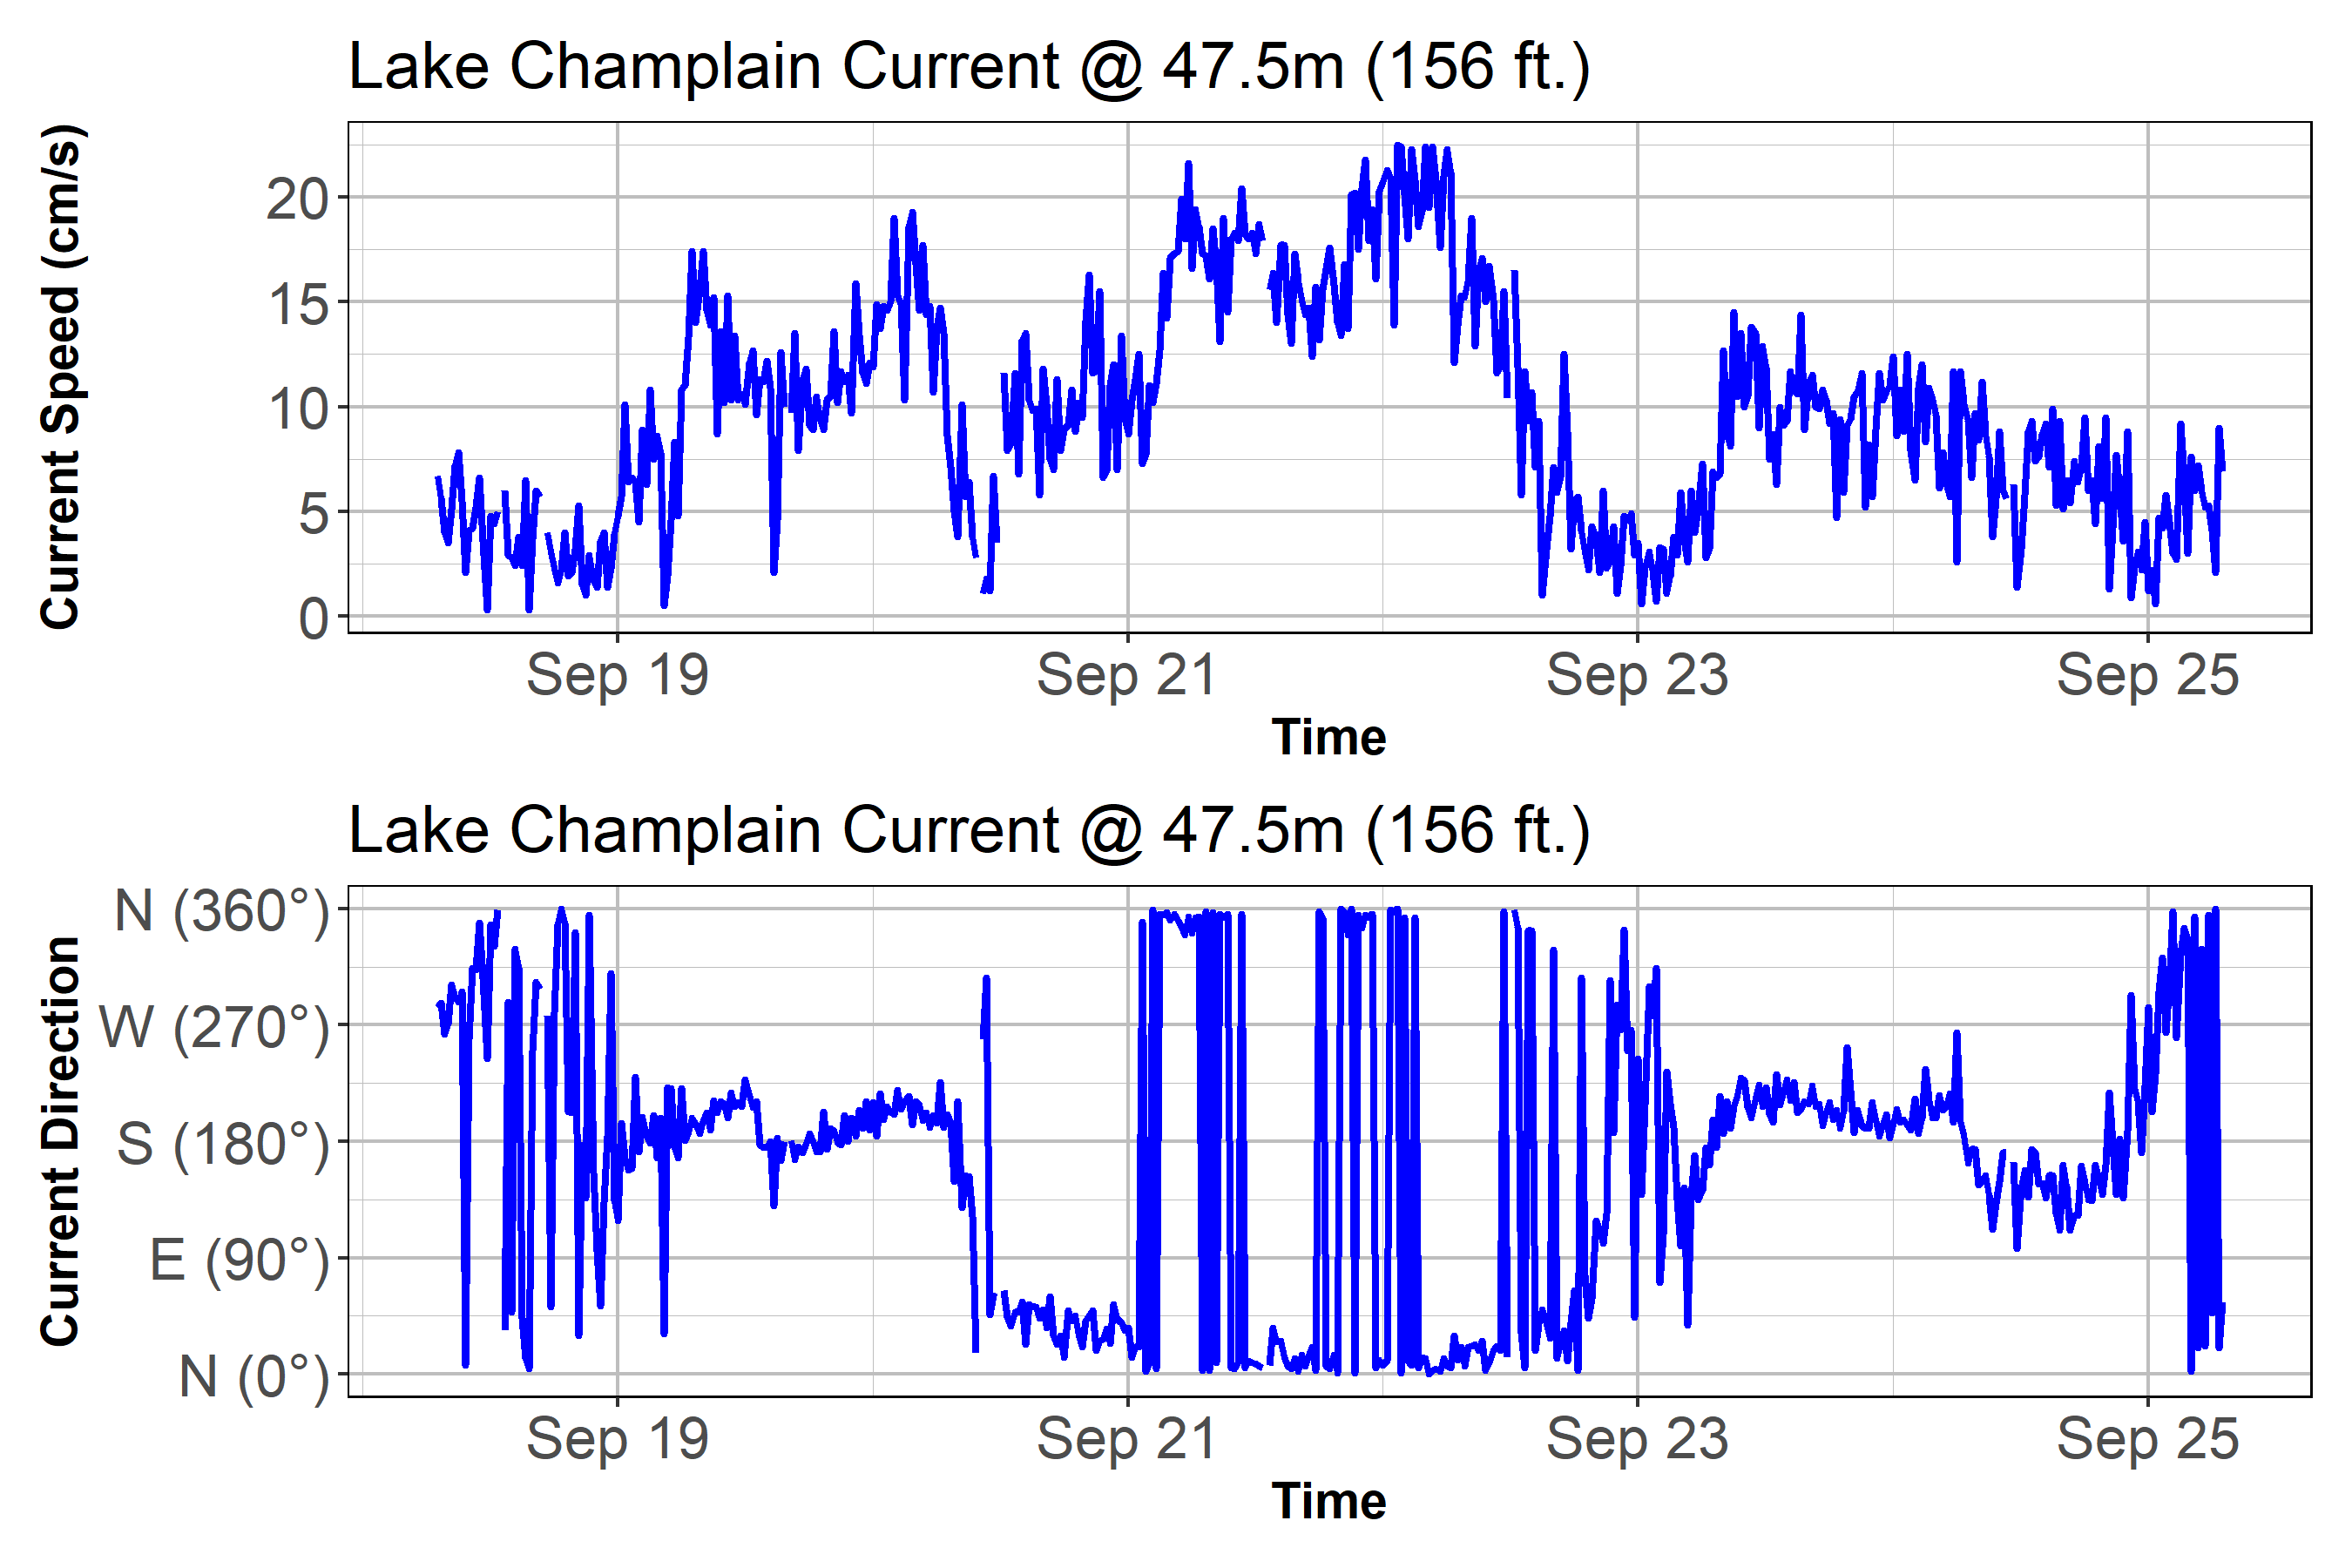 Lake Champlain Current @ 47.5m (156 ft.)
Current Speed (cm/s)
20
15
10
5
0
Sep 19 Sep 21 Sep 23 Sep 25
Time
Lake Champlain Current @ 47.5m (156 ft.)
Current Direction
N (360°)
W (270°)
S (180°)
E (90°)
N (0°)
Sep 19 Sep 21 Sep 23 Sep 25
Time